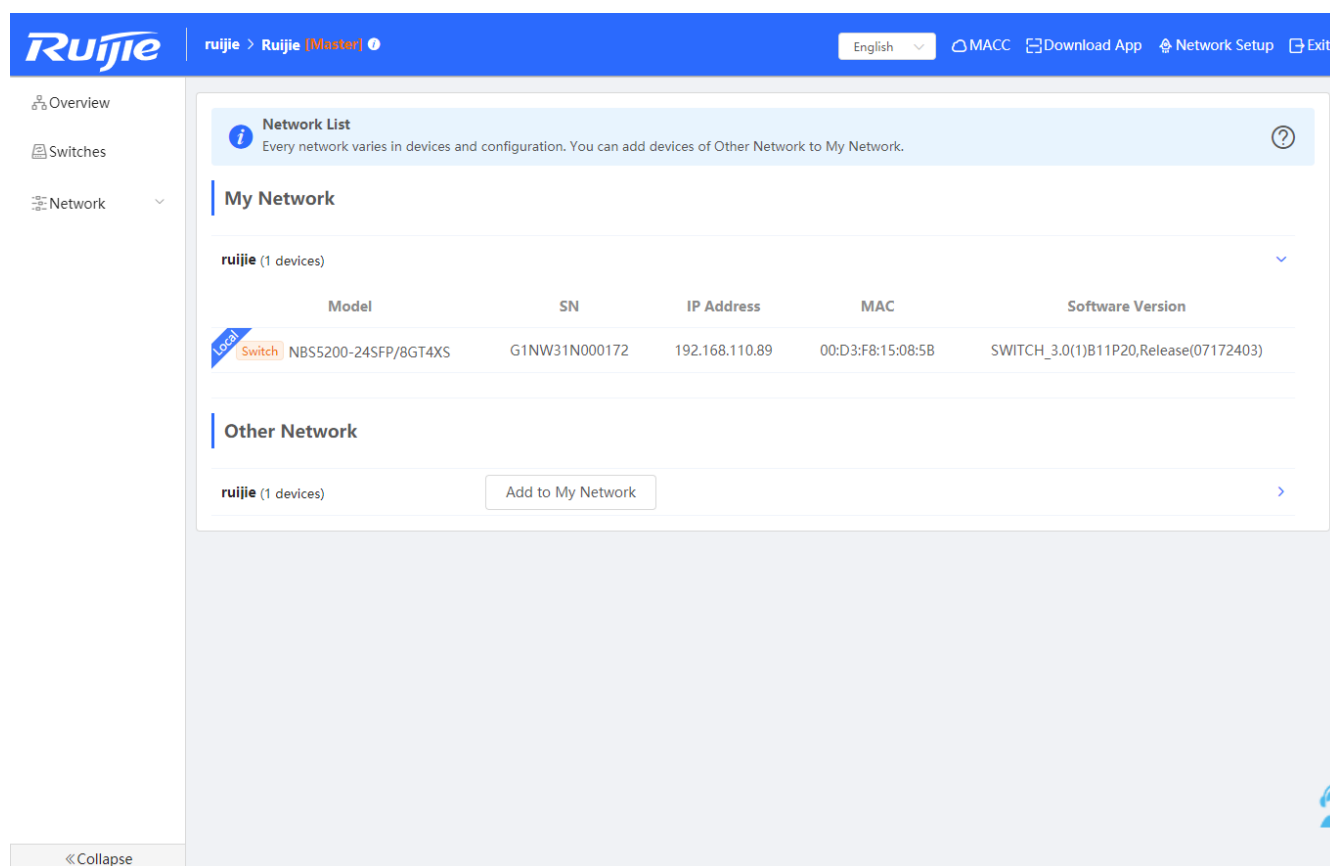 Ruijie
ruijie > Ruijie [Master] i
English
MACC Download App Network Setup Exit
Overview
Switches
Network
i
Network List
Every network varies in devices and configuration. You can add devices of Other Network to My Network.
?
My Network
ruijie (1 devices)
Model SN IP Address MAC Software Version
Local
Switch NBS5200-24SFP/8GT4XS G1NW31N000172 192.168.110.89 00:D3:F8:15:08:5B SWITCH_3.0(1)B11P20,Release(07172403)
Other Network
ruijie (1 devices) Add to My Network
«Collapse